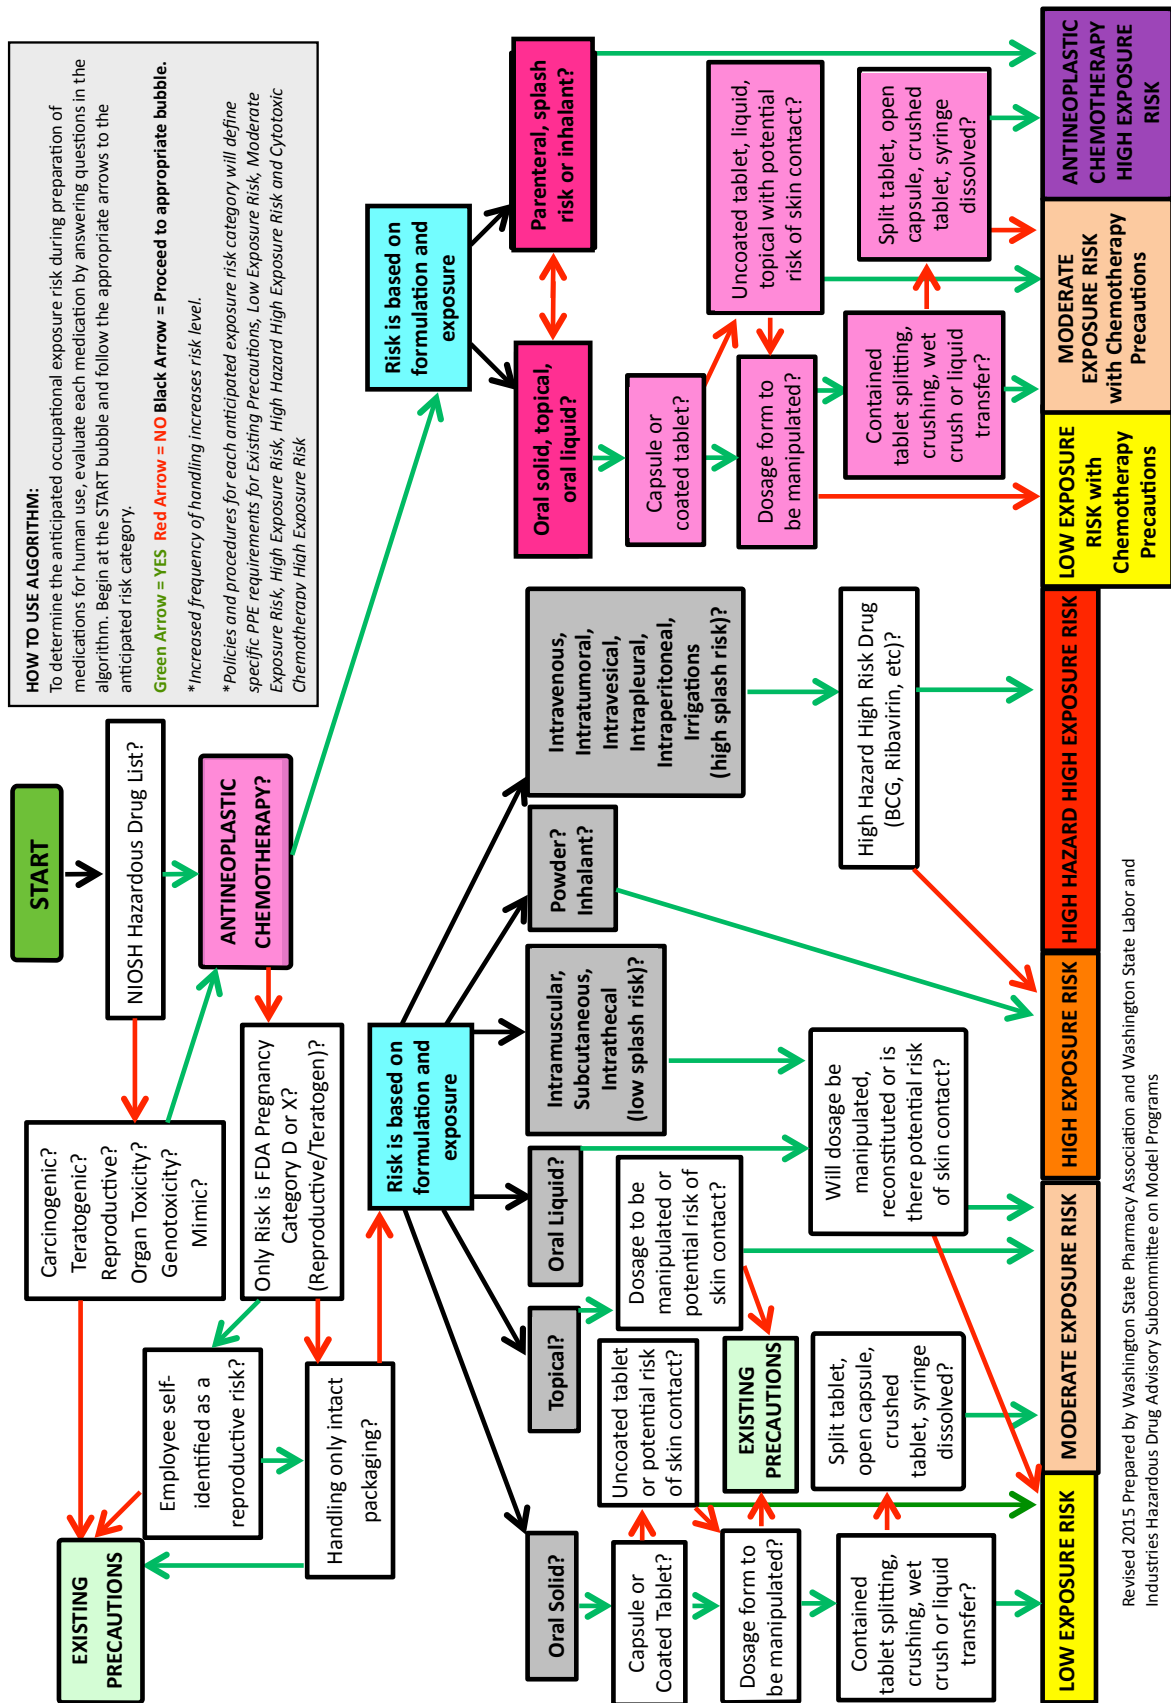 START
NIOSH Hazardous Drug List?
ANTINEOPLASTIC
CHEMOTHERAPY?
HOW TO USE ALGORITHM:
To determine the anticipated occupational exposure risk during preparation of
medications for human use, evaluate each medication by answering questions in the
algorithm. Begin at the START bubble and follow the appropriate arrows to the
anticipated risk category.
Green Arrow = YES Red Arrow = NO Black Arrow = Proceed to appropriate bubble.
*Increased frequency of handling increases risk level.
*Policies and procedures for each anticipated exposure risk category will define
specific PPE requirements for Existing Precautions, Low Exposure Risk, Moderate
Exposure Risk, High Exposure Risk, High Hazard High Exposure Risk and Cytotoxic
Chemotherapy High Exposure Risk
Carcinogenic?
Teratogenic?
Reproductive?
Organ Toxicity?
Genotoxicity?
Mimic?
EXISTING
PRECAUTIONS
Employee self-
identified as a
reproductive risk?
Only Risk is FDA Pregnancy
Category D or X?
(Reproductive/Teratogen)?
Handling only intact
packaging?
Risk is based on
formulation and
exposure
Risk is based on
formulation and
exposure
Oral Solid?
Topical?
Oral Liquid?
Intramuscular,
Subcutaneous,
Intrathecal
(low splash risk)?
Powder?
Inhalant?
Intravenous,
Intratumoral,
Intravesical,
Intrapleural,
Intraperitoneal,
Irrigations
(high splash risk)?
Oral solid, topical,
oral liquid?
Parenteral, splash
risk or inhalant?
Capsule or
Coated Tablet?
Uncoated tablet
or potential risk
of skin contact?
Dosage to be
manipulated or
potential risk of
skin contact?
Capsule or
coated tablet?
Uncoated tablet, liquid,
topical with potential
risk of skin contact?
Dosage form to
be manipulated?
EXISTING
PRECAUTIONS
Dosage form to
be manipulated?
Contained
tablet splitting,
crushing, wet
crush or liquid
transfer?
Split tablet,
open capsule,
crushed
tablet, syringe
dissolved?
Will dosage be
manipulated,
reconstituted or is
there potential risk
of skin contact?
High Hazard High Risk Drug
(BCG, Ribavirin, etc)?
Contained
tablet splitting,
crushing, wet
crush or liquid
transfer?
Split tablet, open
capsule, crushed
tablet, syringe
dissolved?
LOW EXPOSURE RISK
MODERATE EXPOSURE RISK
HIGH EXPOSURE RISK
HIGH HAZARD HIGH EXPOSURE RISK
LOW EXPOSURE
RISK with
Chemotherapy
Precautions
MODERATE
EXPOSURE RISK
with Chemotherapy
Precautions
ANTINEOPLASTIC
CHEMOTHERAPY
HIGH EXPOSURE
RISK
Revised 2015 Prepared by Washington State Pharmacy Association and Washington State Labor and
Industries Hazardous Drug Advisory Subcommittee on Model Programs